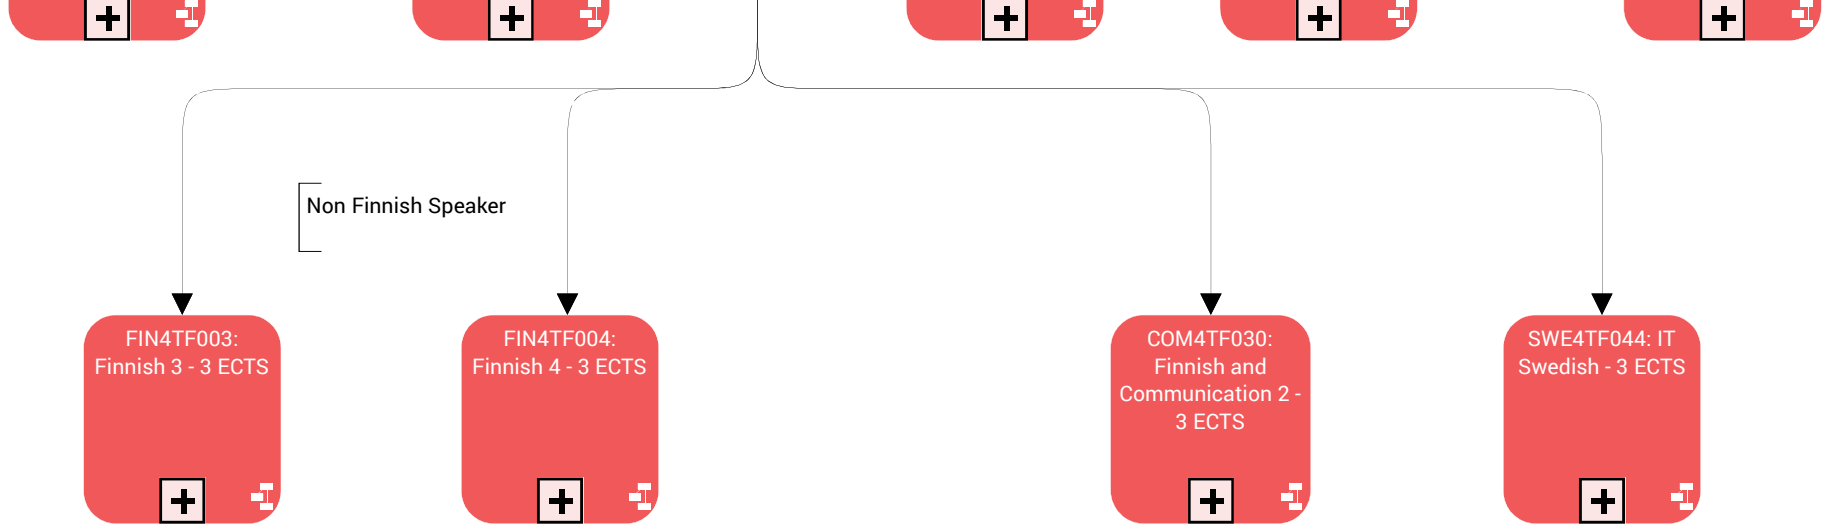 Non Finnish Speaker
FIN4TF003:
Finnish 3 - 3 ECTS
FIN4TF004:
Finnish 4 - 3 ECTS
COM4TF030:
Finnish and
Communication 2 -
3 ECTS
SWE4TF044: IT
Swedish - 3 ECTS